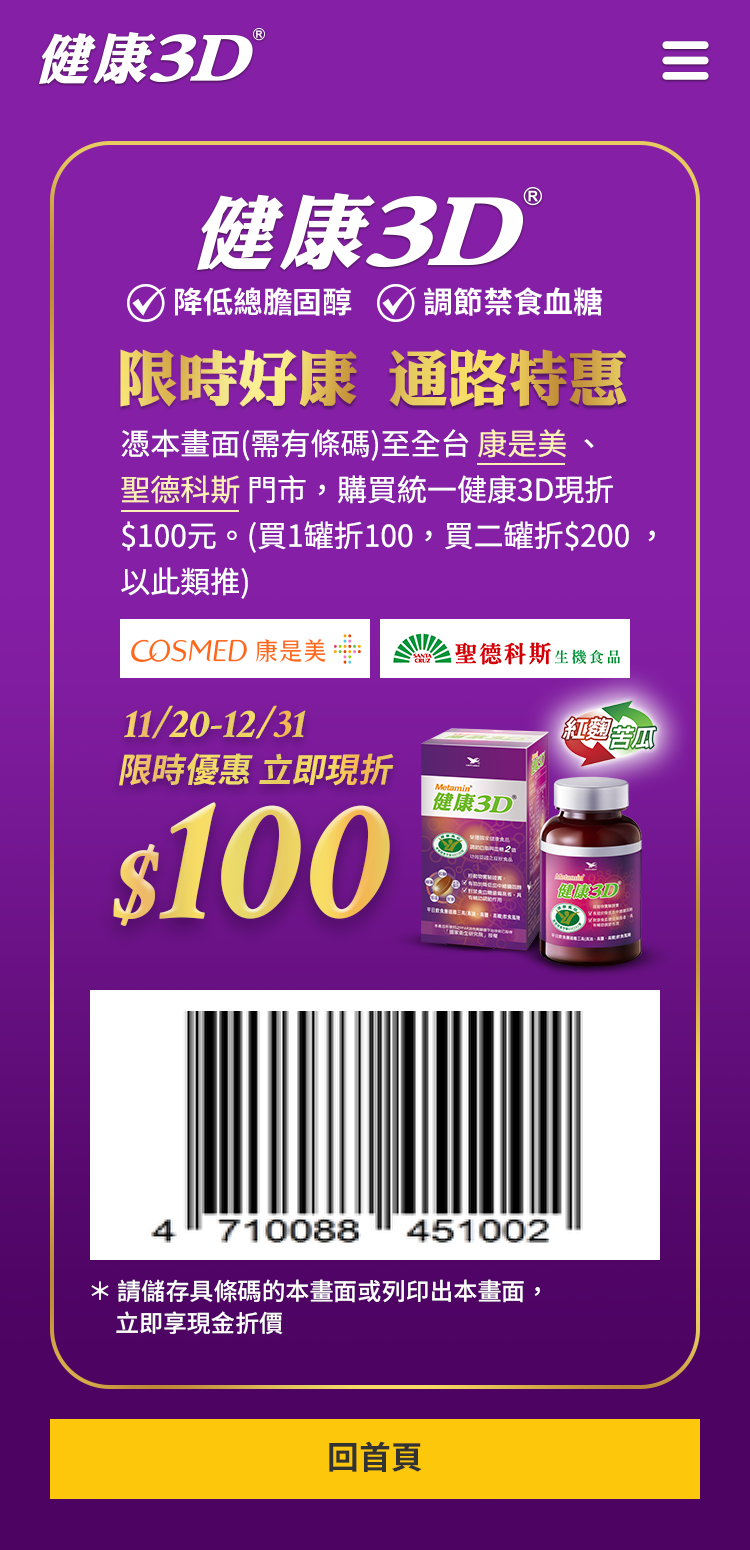 健康3D®
健康3D®
降低總膽固醇 調節禁食血糖
限時好康 通路特惠
憑本畫面(需有條碼)至全台 康是美 、
聖德科斯 門市，購買統一健康3D現折
$100元。(買1罐折100，買二罐折$200 ，
以此類推)
COSMED 康是美
SANTA CRUZ 聖德科斯 生機食品
11/20-12/31
限時優惠 立即現折
$100
紅麴 苦瓜
Metamin
健康3D®
Metamin
健康3D
4 710088 451002
＊ 請儲存具條碼的本畫面或列印出本畫面，
立即享現金折價
回首頁